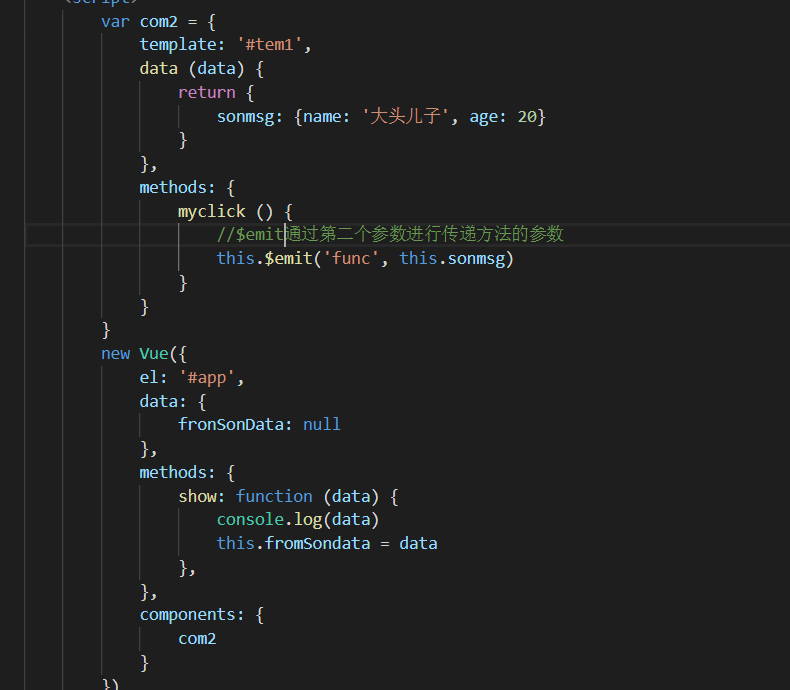 <script>
var com2 = {
template: '#tem1',
data (data) {
return {
sonmsg: {name: '大头儿子', age: 20}
}
},
methods: {
myclick () {
//$emit通过第二个参数进行传递方法的参数
this.$emit('func', this.sonmsg)
}
}
}
new Vue({
el: '#app',
data: {
fronSonData: null
},
methods: {
show: function (data) {
console.log(data)
this.fromSondata = data
},
},
components: {
com2
}
})